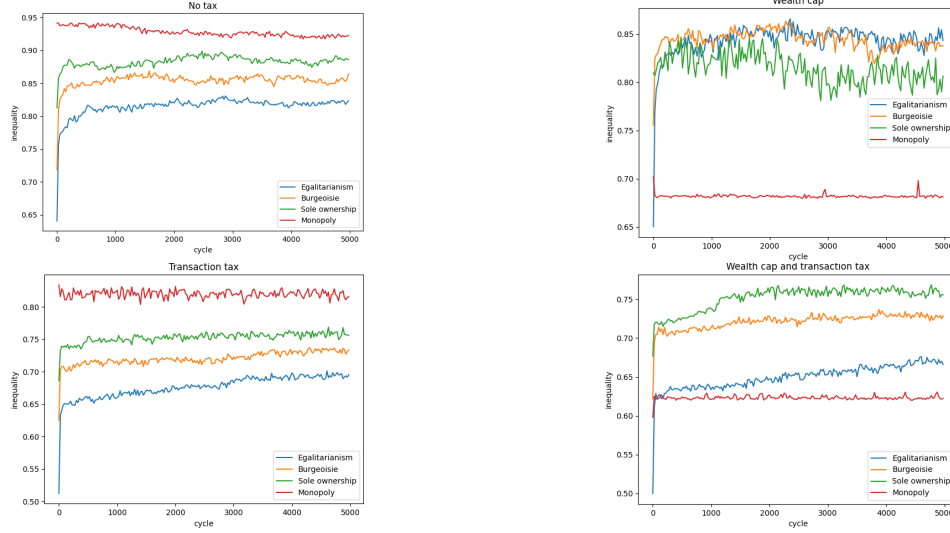 No tax
0.95
0.90
0.85
0.80
0.75
0.70
0.65
inequality
0 1000 2000 3000 4000 5000
cycle
Egalitarianism
Burgeoisie
Sole ownership
Monopoly
Wealth cap
0.85
0.80
0.75
0.70
0.65
inequality
0 1000 2000 3000 4000 5000
cycle
Egalitarianism
Burgeoisie
Sole ownership
Monopoly
Transaction tax
0.80
0.75
0.70
0.65
0.60
0.55
0.50
inequality
0 1000 2000 3000 4000 5000
cycle
Egalitarianism
Burgeoisie
Sole ownership
Monopoly
Wealth cap and transaction tax
0.75
0.70
0.65
0.60
0.55
0.50
inequality
0 1000 2000 3000 4000 5000
cycle
Egalitarianism
Burgeoisie
Sole ownership
Monopoly